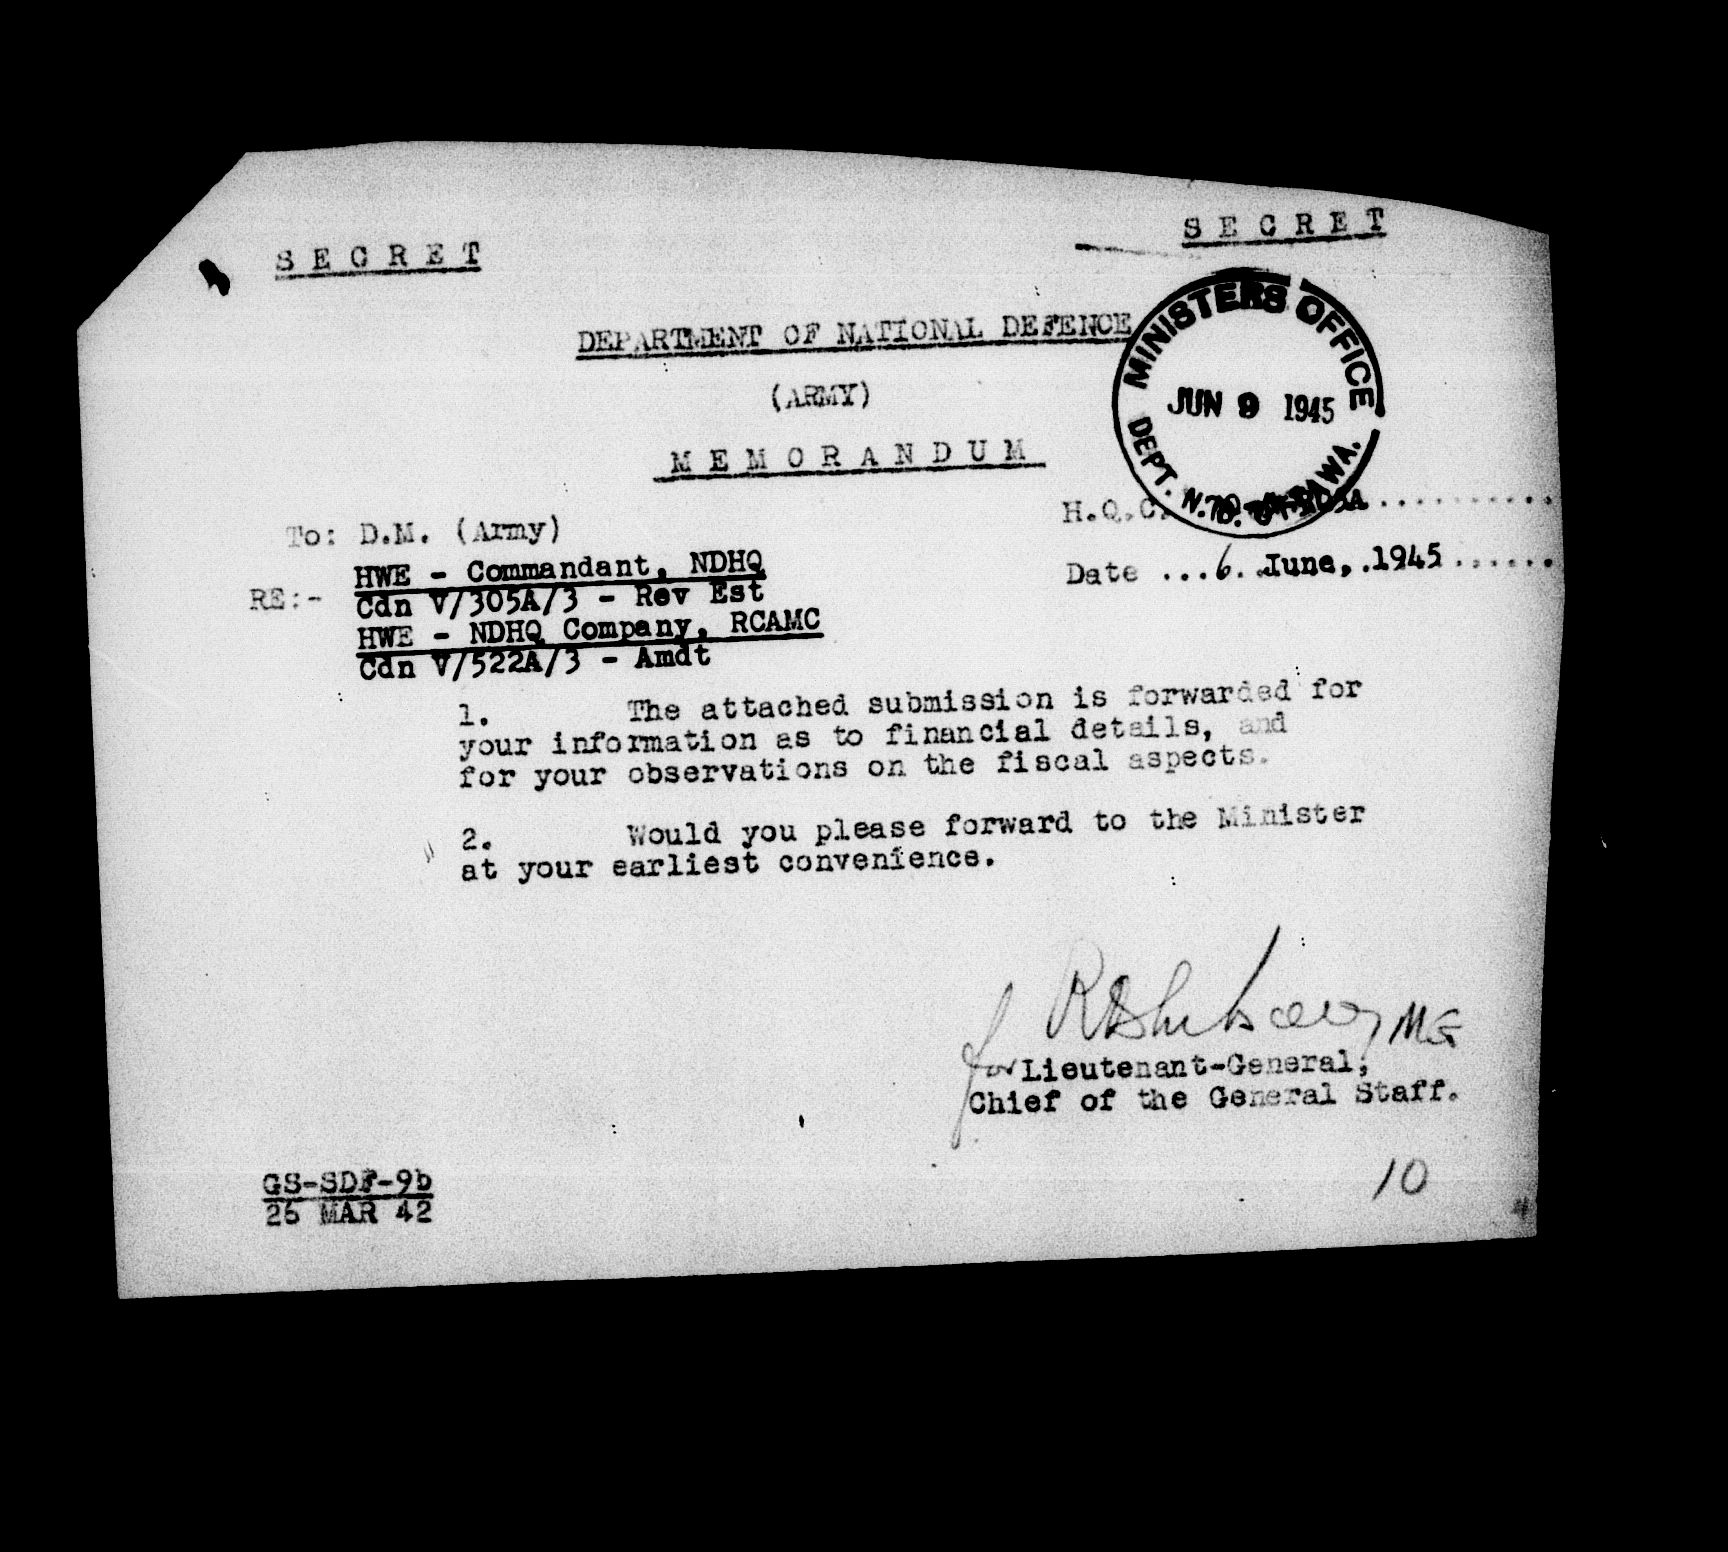 SECRET
SECRET
DEPARTMENT OF NATIONAL DEFENCE
(ARMY)
MEMORANDUM
MINISTERS OFFICE
JUN 9 1945
DEPT. N.D. OTTAWA.
H.Q.C.
To: D.M. (Army)
Date ...6..June,.1945......
RE:- HWE - Commandant, NDHQ
Cdn V/305A/3 - Rev Est
HWE - NDHQ Company, RCAMC
Cdn V/522A/3 - Amdt
1. The attached submission is forwarded for
your information as to financial details, and
for your observations on the fiscal aspects.
2. Would you please forward to the Minister
at your earliest convenience.
MG
for Lieutenant-General,
Chief of the General Staff.
10
GS-SDF-9b
26 MAR 42